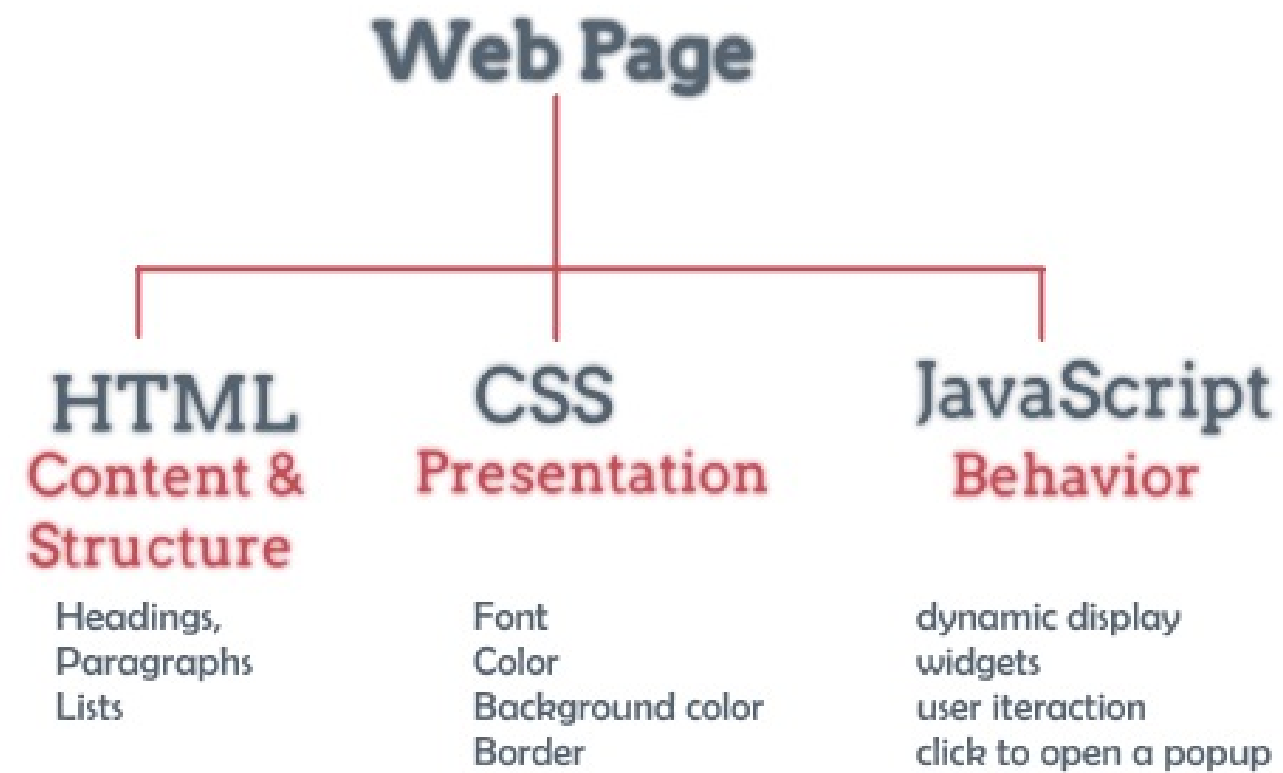 Web Page
HTML
Content &
Structure
Headings,
Paragraphs
Lists
CSS
Presentation
Font
Color
Background color
Border
JavaScript
Behavior
dynamic display
widgets
user iteraction
click to open a popup